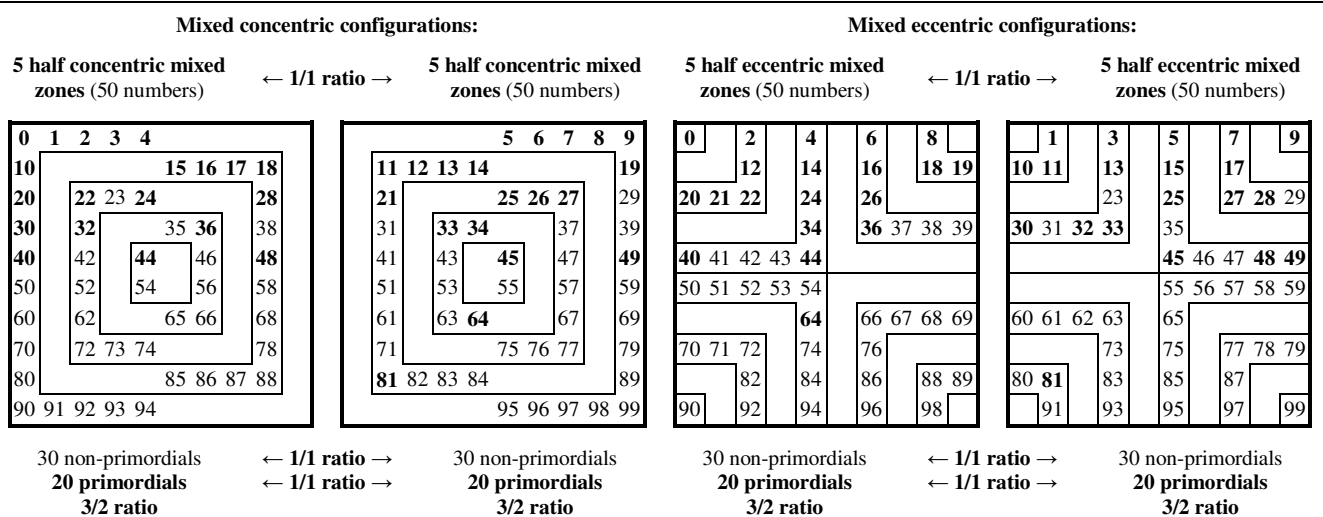 Mixed concentric configurations: Mixed eccentric configurations:
5 half concentric mixed zones (50 numbers) ← 1/1 ratio → 5 half concentric mixed zones (50 numbers) 5 half eccentric mixed zones (50 numbers) ← 1/1 ratio → 5 half eccentric mixed zones (50 numbers)
0 1 2 3 4 5 6 7 8 9 0 2 4 6 8 1 3 5 7 9
10 15 16 17 18 11 12 13 14 19 12 14 16 18 19 10 11 13 15 17
20 22 23 24 28 21 25 26 27 29 20 21 22 24 26 23 25 27 28 29
30 32 35 36 38 31 33 34 37 39 34 36 37 38 39 30 31 32 33 35
40 42 44 46 48 41 43 45 47 49 40 41 42 43 44 45 46 47 48 49
50 52 54 56 58 51 53 55 57 59 50 51 52 53 54 55 56 57 58 59
60 62 65 66 68 61 63 64 67 69 64 66 67 68 69 60 61 62 63 65
70 72 73 74 78 71 75 76 77 79 70 71 72 74 76 73 75 77 78 79
80 85 86 87 88 81 82 83 84 89 82 84 86 88 89 80 81 83 85 87
90 91 92 93 94 95 96 97 98 99 90 92 94 96 98 91 93 95 97 99
30 non-primordials ← 1/1 ratio → 30 non-primordials 30 non-primordials ← 1/1 ratio → 30 non-primordials
20 primordials ← 1/1 ratio → 20 primordials 20 primordials ← 1/1 ratio → 20 primordials
3/2 ratio 3/2 ratio 3/2 ratio 3/2 ratio